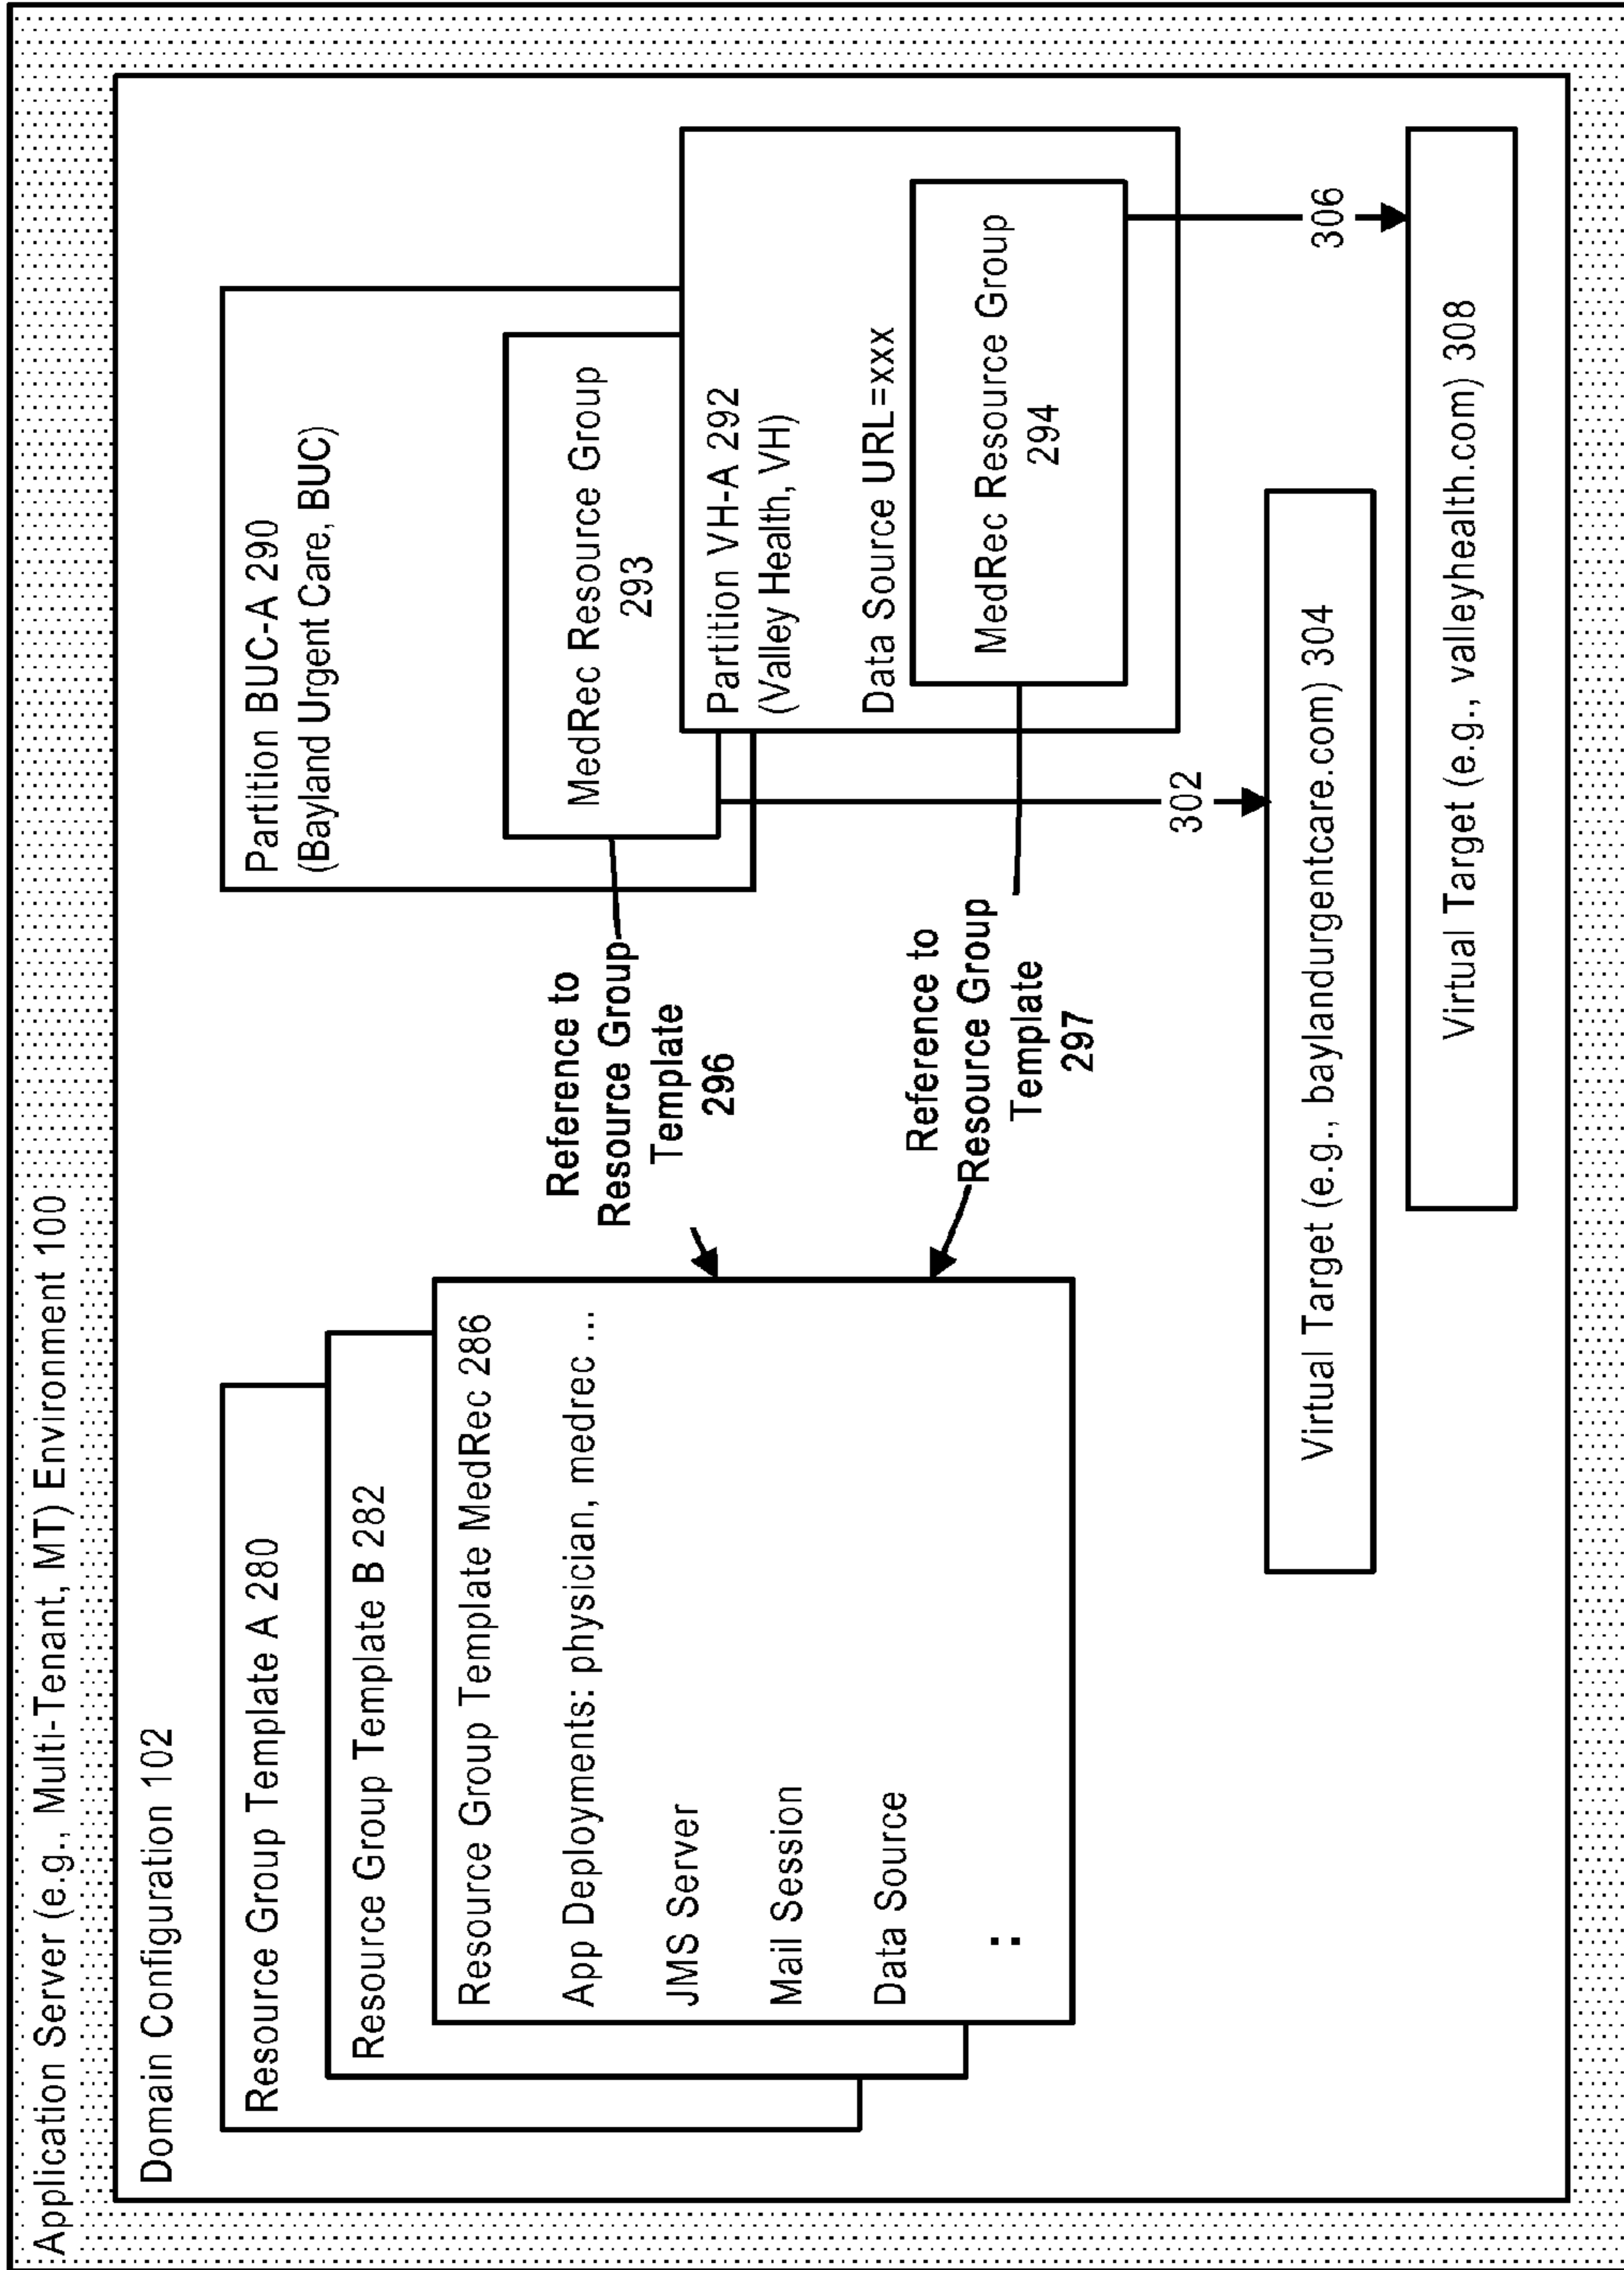 Application Server (e.g., Multi-Tenant, MT) Environment 100
Domain Configuration 102
Resource Group Template A 280
Resource Group Template B 282
Resource Group Template MedRec 286
App Deployments: physician, medrec ...
JMS Server
Mail Session
Data Source
:
Reference to
Resource Group
Template
296
Reference to
Resource Group
Template
297
Partition BUC-A 290
(Bayland Urgent Care, BUC)
MedRec Resource Group
293
Partition VH-A 292
(Valley Health, VH)
Data Source URL=xxx
MedRec Resource Group
294
302
306
Virtual Target (e.g., baylandurgentcare.com) 304
Virtual Target (e.g., valleyhealth.com) 308